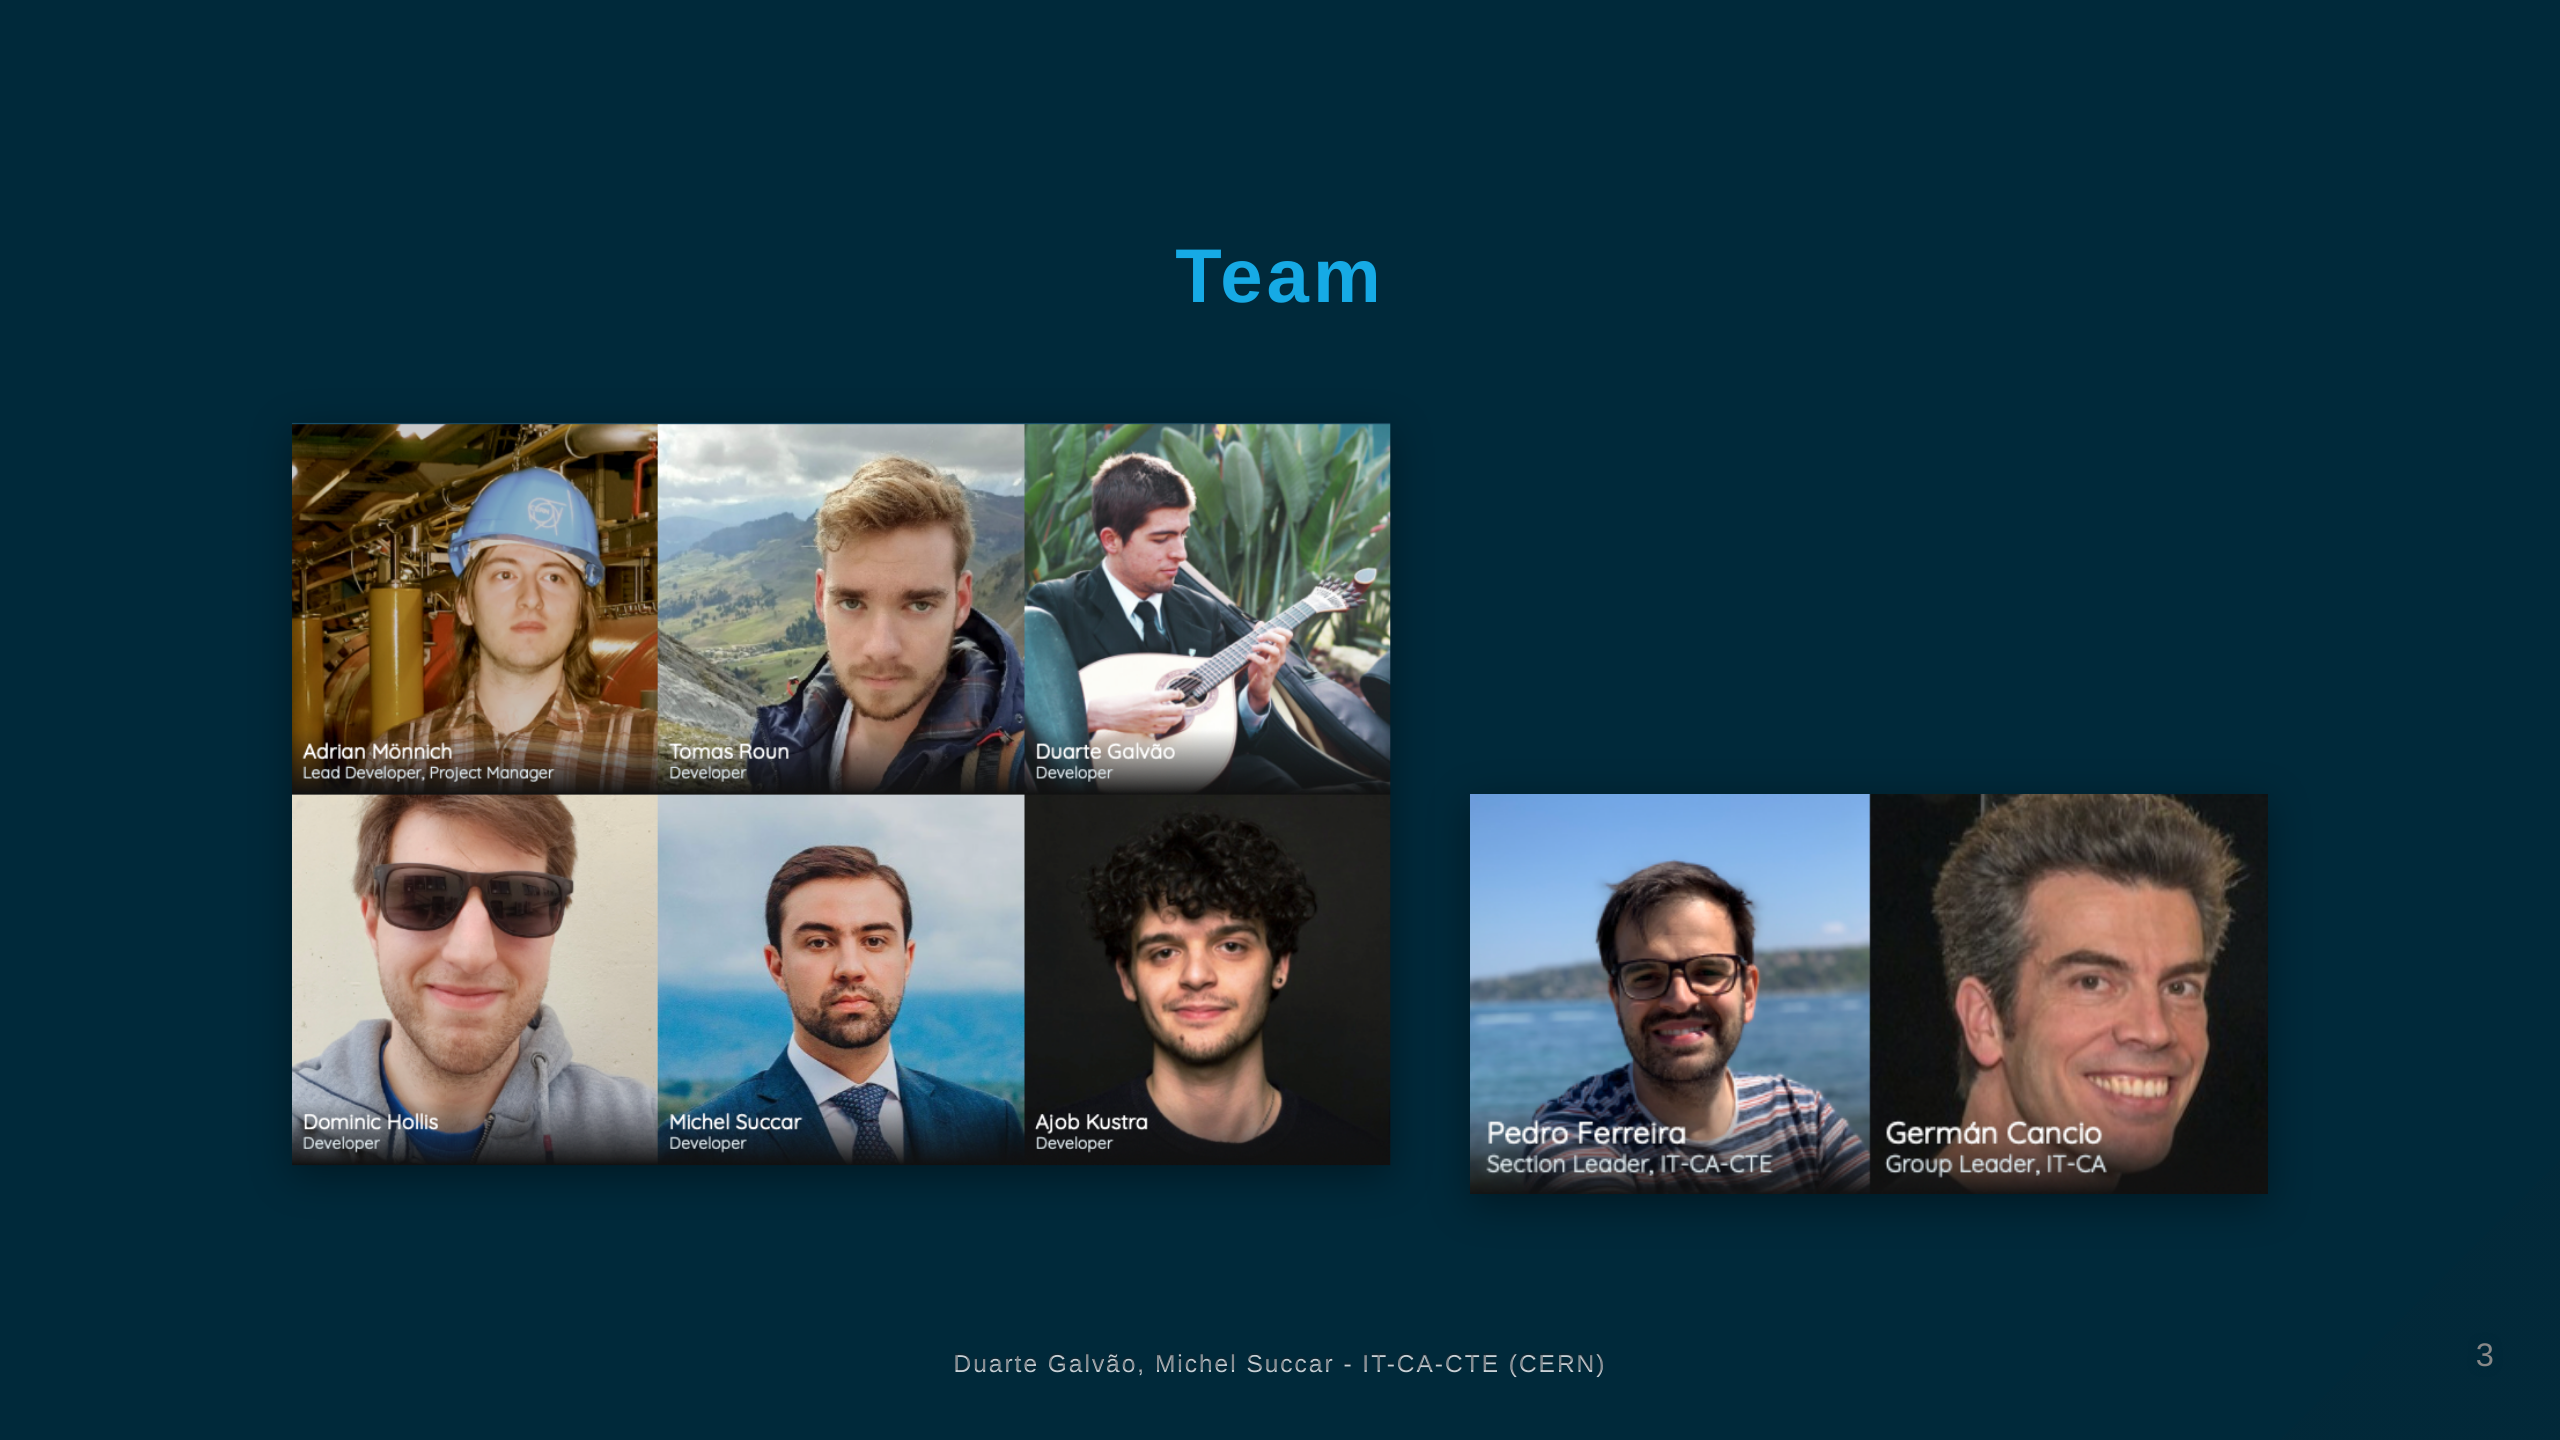 Team
Adrian Mönnich
Lead Developer, Project Manager
Tomas Roun
Developer
Duarte Galvão
Developer
Dominic Hollis
Developer
Michel Succar
Developer
Ajob Kustra
Developer
Pedro Ferreira
Section Leader, IT-CA-CTE
Germán Cancio
Group Leader, IT-CA
Duarte Galvão, Michel Succar - IT-CA-CTE (CERN)
3